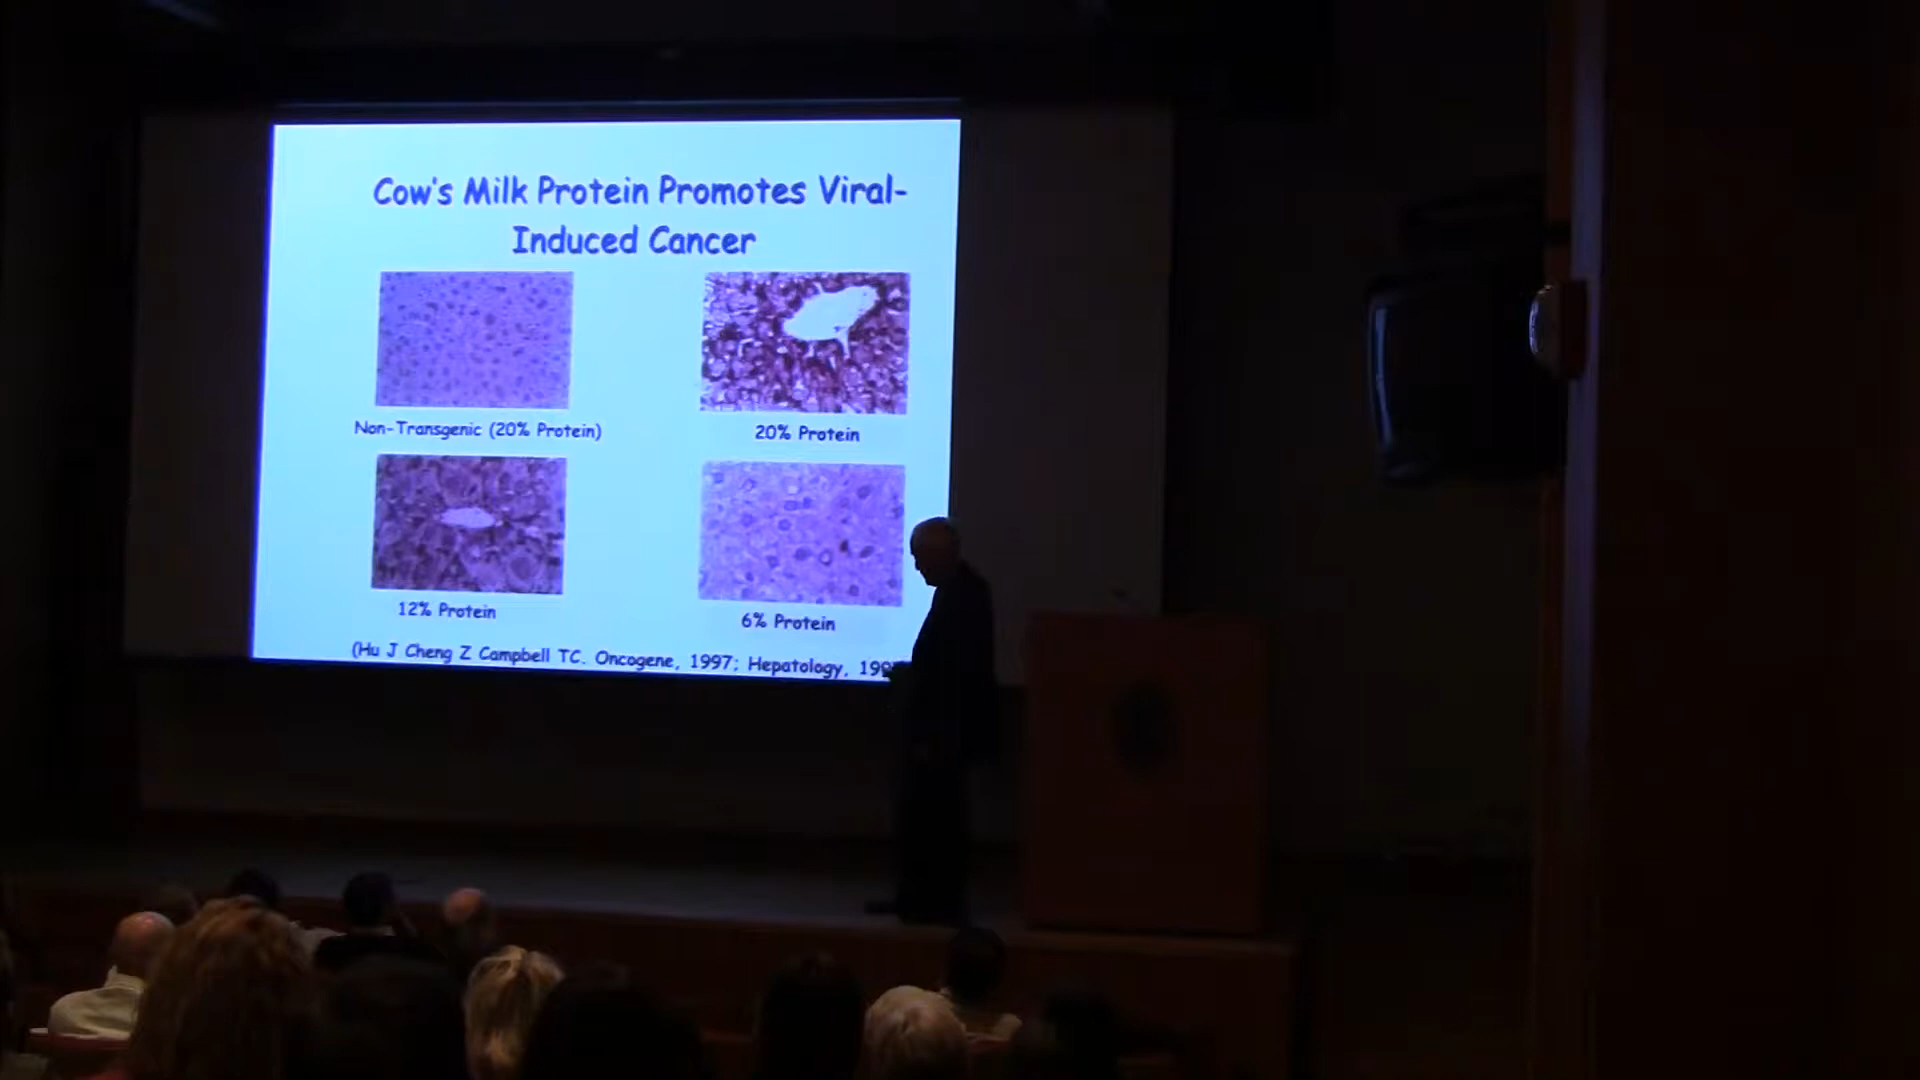 Cow's Milk Protein Promotes Viral-
Induced Cancer
Non-Transgenic (20% Protein)
20% Protein
12% Protein
6% Protein
(Hu J Cheng Z Campbell TC. Oncogene, 1997; Hepatology,